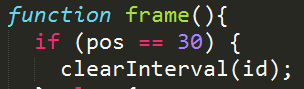 function frame(){
if (pos == 30) {
clearInterval(id);